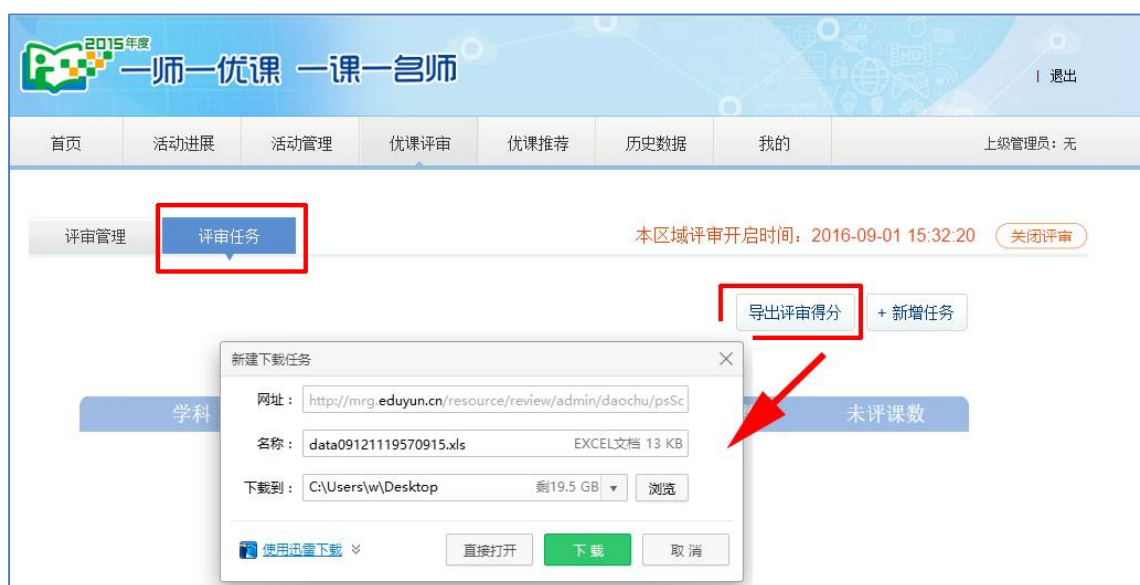 2015年度
一师一优课 一课一名师
| 退出
首页 活动进展 活动管理 优课评审 优课推荐 历史数据 我的 上级管理员：无
评审管理 评审任务 本区域评审开启时间：2016-09-01 15:32:20 关闭评审
导出评审得分 + 新增任务
新建下载任务
学科 未评课数
网址： http://mrg.eduyun.cn/resource/review/admin/daochu/psSc
名称： data09121119570915.xls EXCEL文档 13 KB
下载到： C:\Users\w\Desktop 剩19.5 GB 浏览
使用迅雷下载 直接打开 下载 取消